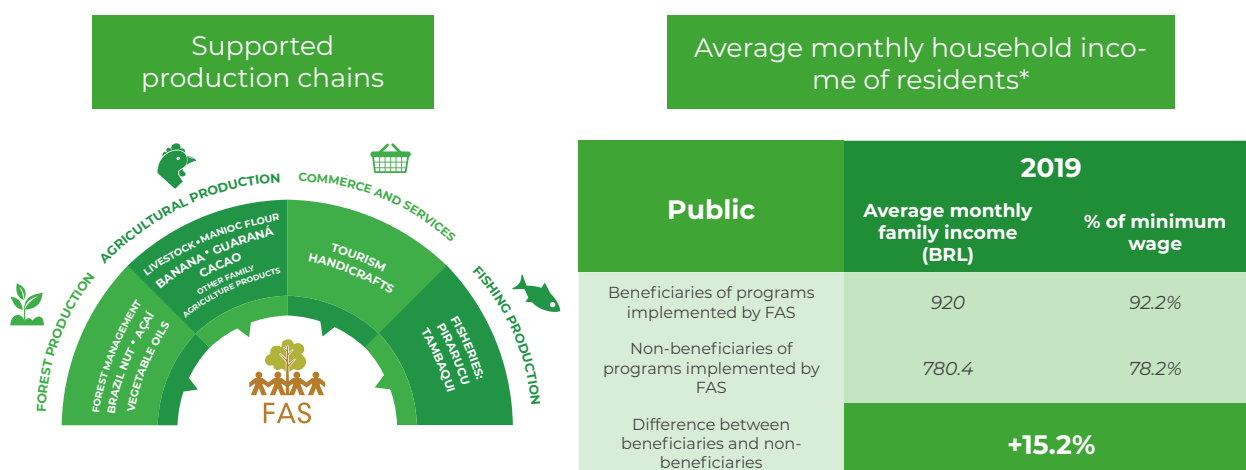 Supported
production chains
Average monthly household inco-
me of residents*
FOREST PRODUCTION
AGRICULTURAL PRODUCTION
COMMERCE AND SERVICES
FISHING PRODUCTION
FOREST MANAGEMENT
BRAZIL NUT • AÇAÍ
VEGETABLE OILS
LIVESTOCK•MANIOC FLOUR
BANANA• GUARANÁ
CACAO
OTHER FAMILY
AGRICULTURE PRODUCTS
TOURISM
HANDICRAFTS
FISHERIES:
PIRARUCU
TAMBAQUI
FAS
Public
2019
Average monthly
family income
(BRL)
% of minimum
wage
Beneficiaries of programs
implemented by FAS
920
92.2%
Non-beneficiaries of
programs implemented by
FAS
780.4
78.2%
Difference between
beneficiaries and non-
beneficiaries
+15.2%